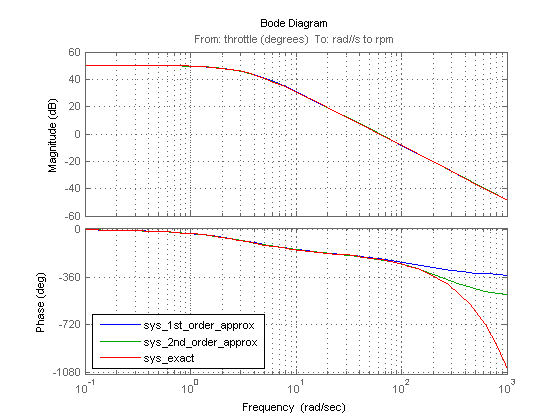 Bode Diagram
From: throttle (degrees) To: rad//s to rpm
60
40
20
0
-20
-40
-60
Magnitude (dB)
0
-360
-720
-1080
Phase (deg)
sys_1st_order_approx
sys_2nd_order_approx
sys_exact
10^-1
10^0
10^1
10^2
10^3
Frequency (rad/sec)